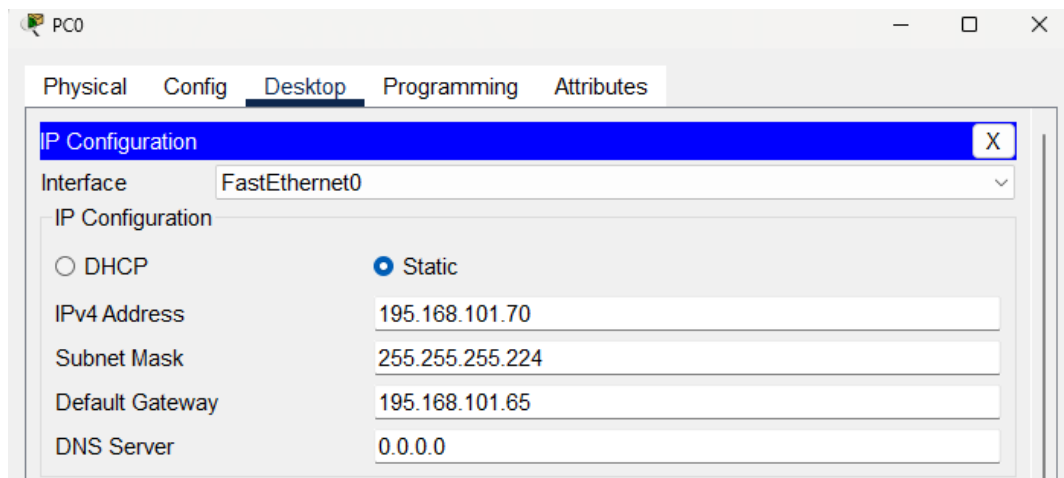 PC0
Physical Config Desktop Programming Attributes
IP Configuration X
Interface FastEthernet0
IP Configuration
DHCP Static
IPv4 Address 195.168.101.70
Subnet Mask 255.255.255.224
Default Gateway 195.168.101.65
DNS Server 0.0.0.0